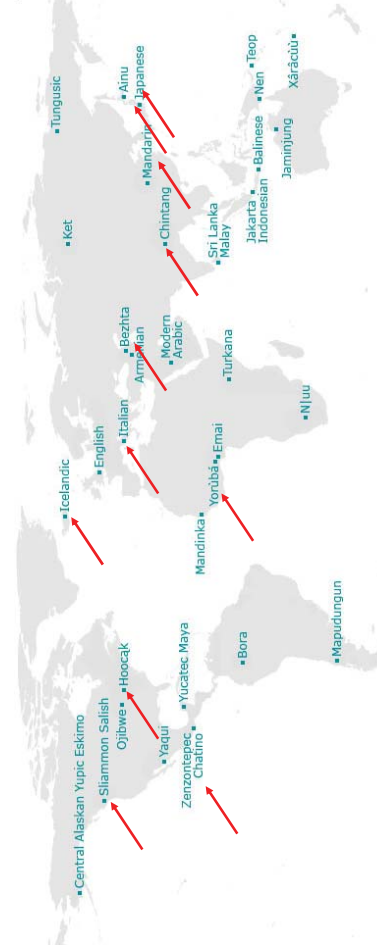 Central Alaskan Yupic Eskimo
Sliammon Salish
Ojibwe
Hoocąk
Yaqui
Yucatec Maya
Zenzontepec
Chatino
Bora
Mapudungun
Icelandic
English
Italian
Mandinka
Yorùbá
Emai
Turkana
Nǀuu
Bezhta
Armenian
Modern
Arabic
Ket
Tungusic
Chintang
Sri Lanka
Malay
Mandarin
Ainu
Japanese
Jakarta
Indonesian
Balinese
Jaminjung
Nen
Teop
Xârâcùù